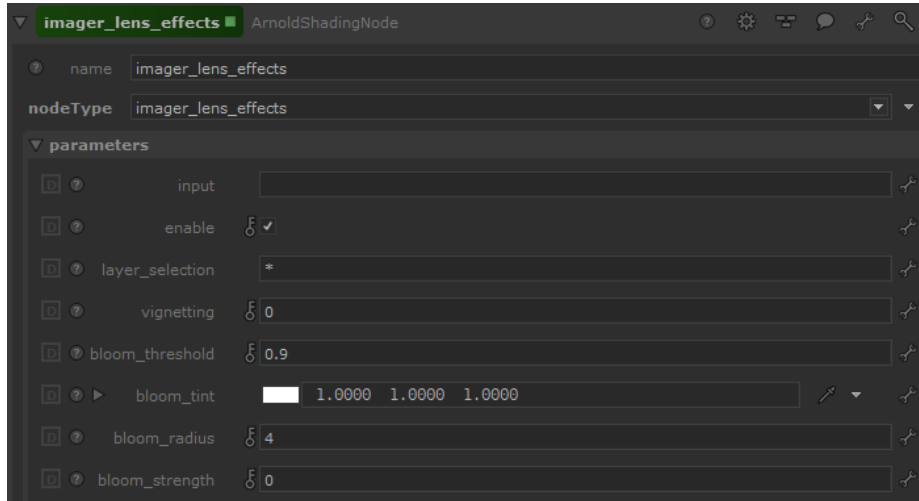 imager_lens_effects ArnoldShadingNode
name imager_lens_effects
nodeType imager_lens_effects
parameters
input
enable
layer_selection *
vignetting 0
bloom_threshold 0.9
bloom_tint 1.0000 1.0000 1.0000
bloom_radius 4
bloom_strength 0